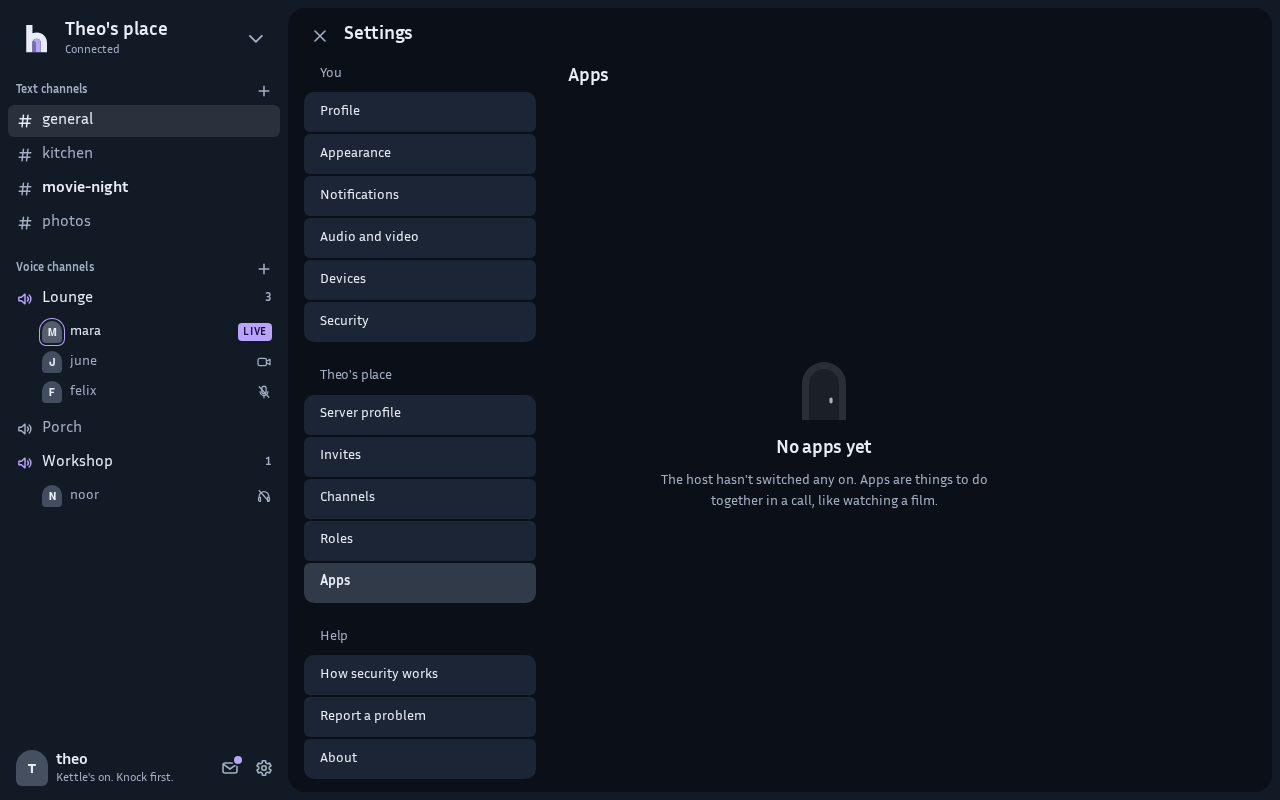 Theo's place
Connected
Text channels
general
kitchen
movie-night
photos
Voice channels
Lounge
3
M
mara
LIVE
J
june
F
felix
Porch
Workshop
1
N
noor
T
theo
Kettle's on. Knock first.
Settings
You
Profile
Appearance
Notifications
Audio and video
Devices
Security
Theo's place
Server profile
Invites
Channels
Roles
Apps
Help
How security works
Report a problem
About
Apps
No apps yet
The host hasn't switched any on. Apps are things to do
together in a call, like watching a film.